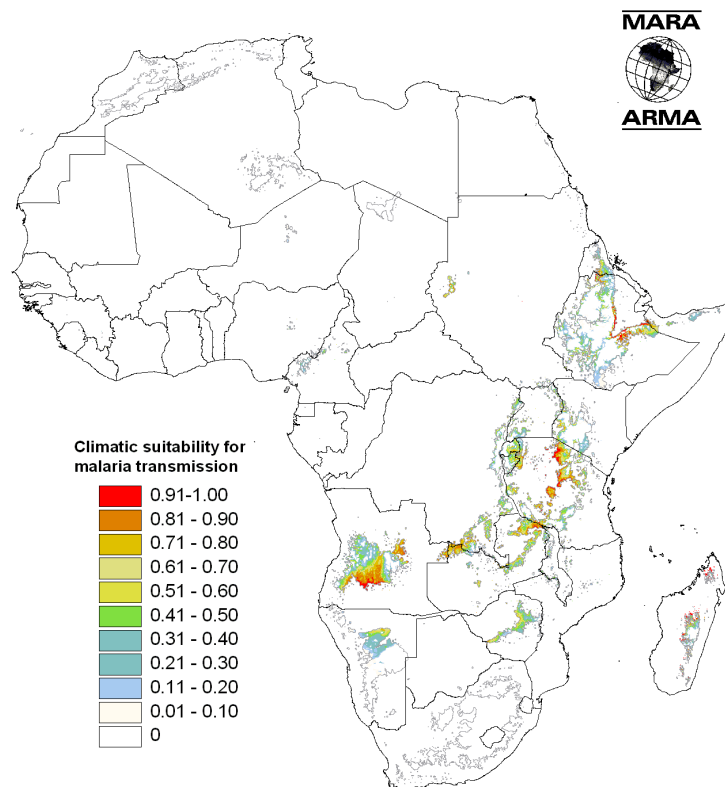 MARA
ARMA
Climatic suitability for
malaria transmission
0.91-1.00
0.81 - 0.90
0.71 - 0.80
0.61 - 0.70
0.51 - 0.60
0.41 - 0.50
0.31 - 0.40
0.21 - 0.30
0.11 - 0.20
0.01 - 0.10
0